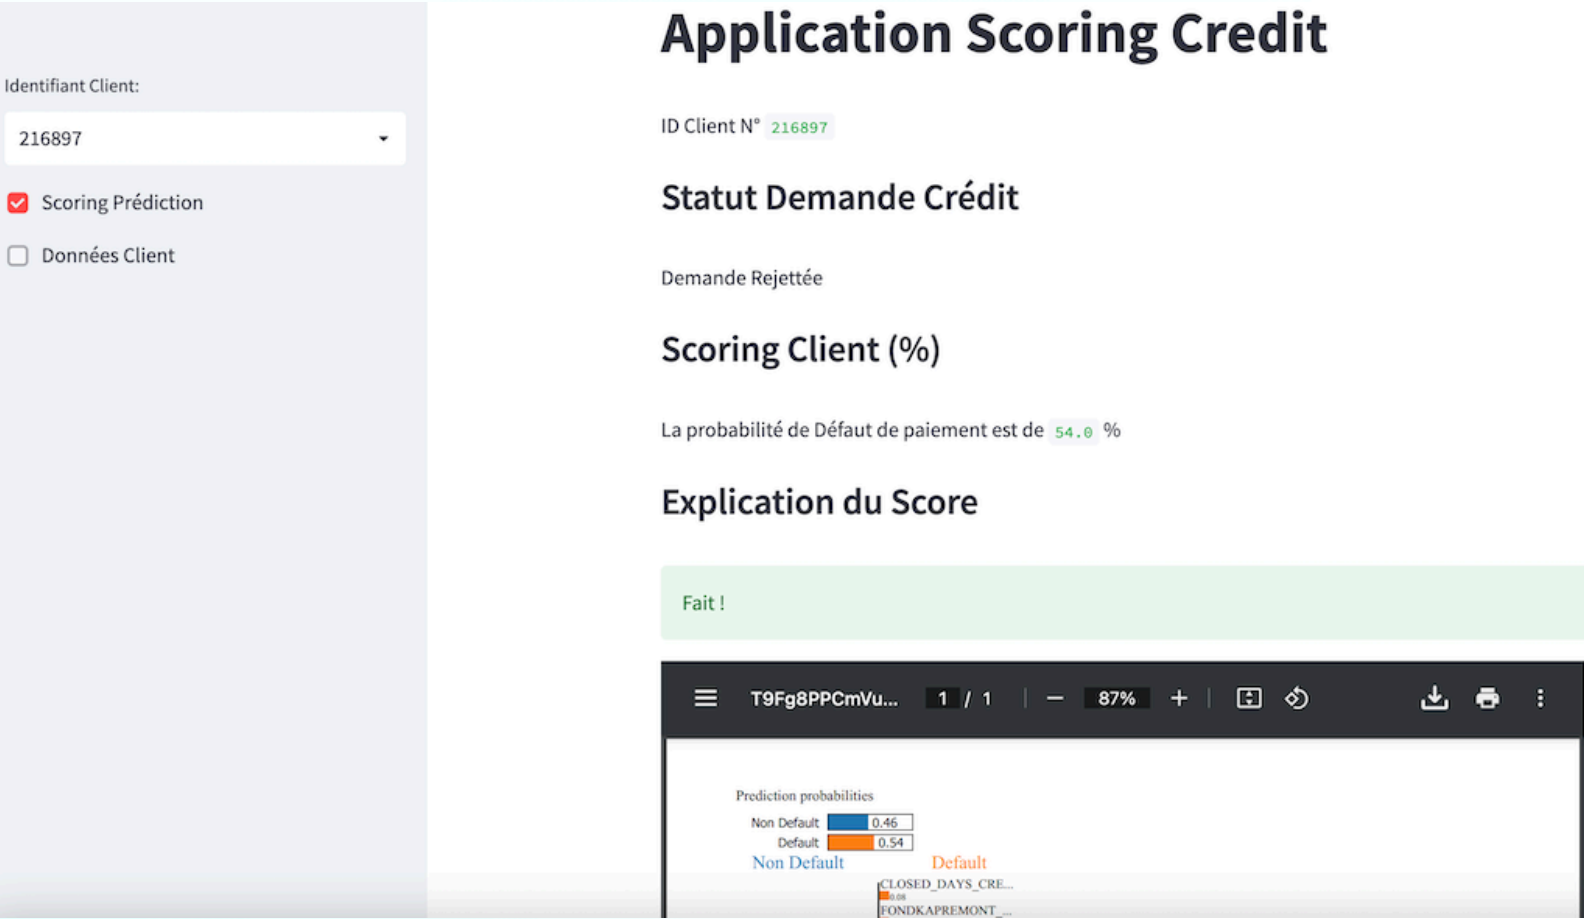 Application Scoring Credit
Identifiant Client:
216897
Scoring Prédiction
Données Client
ID Client N° 216897
Statut Demande Crédit
Demande Rejettée
Scoring Client (%)
La probabilité de Défaut de paiement est de 54.0 %
Explication du Score
Fait !
T9Fg8PPCmVu... 1 / 1 87%
Prediction probabilities
Non Default 0.46
Default 0.54
Non Default Default
CLOSED_DAYS_CRE...
0.08
FONDKAPREMONT_...